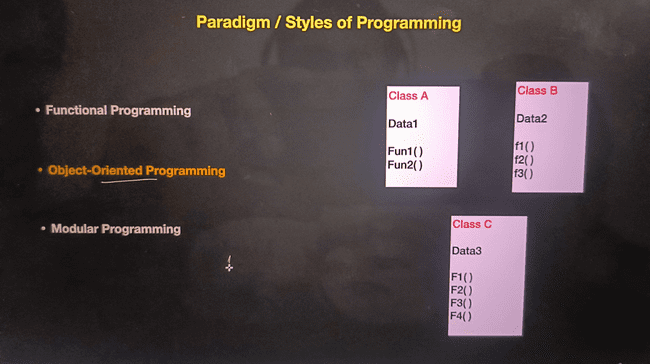 Paradigm / Styles of Programming
• Functional Programming
• Object-Oriented Programming
• Modular Programming
Class A
Data1
Fun1( )
Fun2( )
Class B
Data2
f1( )
f2( )
f3( )
Class C
Data3
F1( )
F2( )
F3( )
F4( )